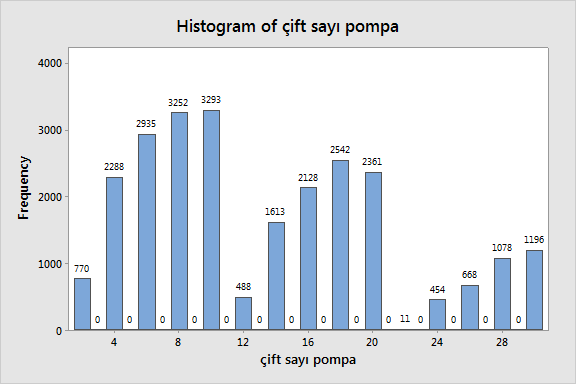 Histogram of çift sayı pompa
Frequency
4000
3000
2000
1000
0
770 0 2288 0 2935 0 3252 0 3293 0 488 0 1613 0 2128 0 2542 0 2361 0 11 0 454 0 668 0 1078 0 1196
4 8 12 16 20 24 28
çift sayı pompa